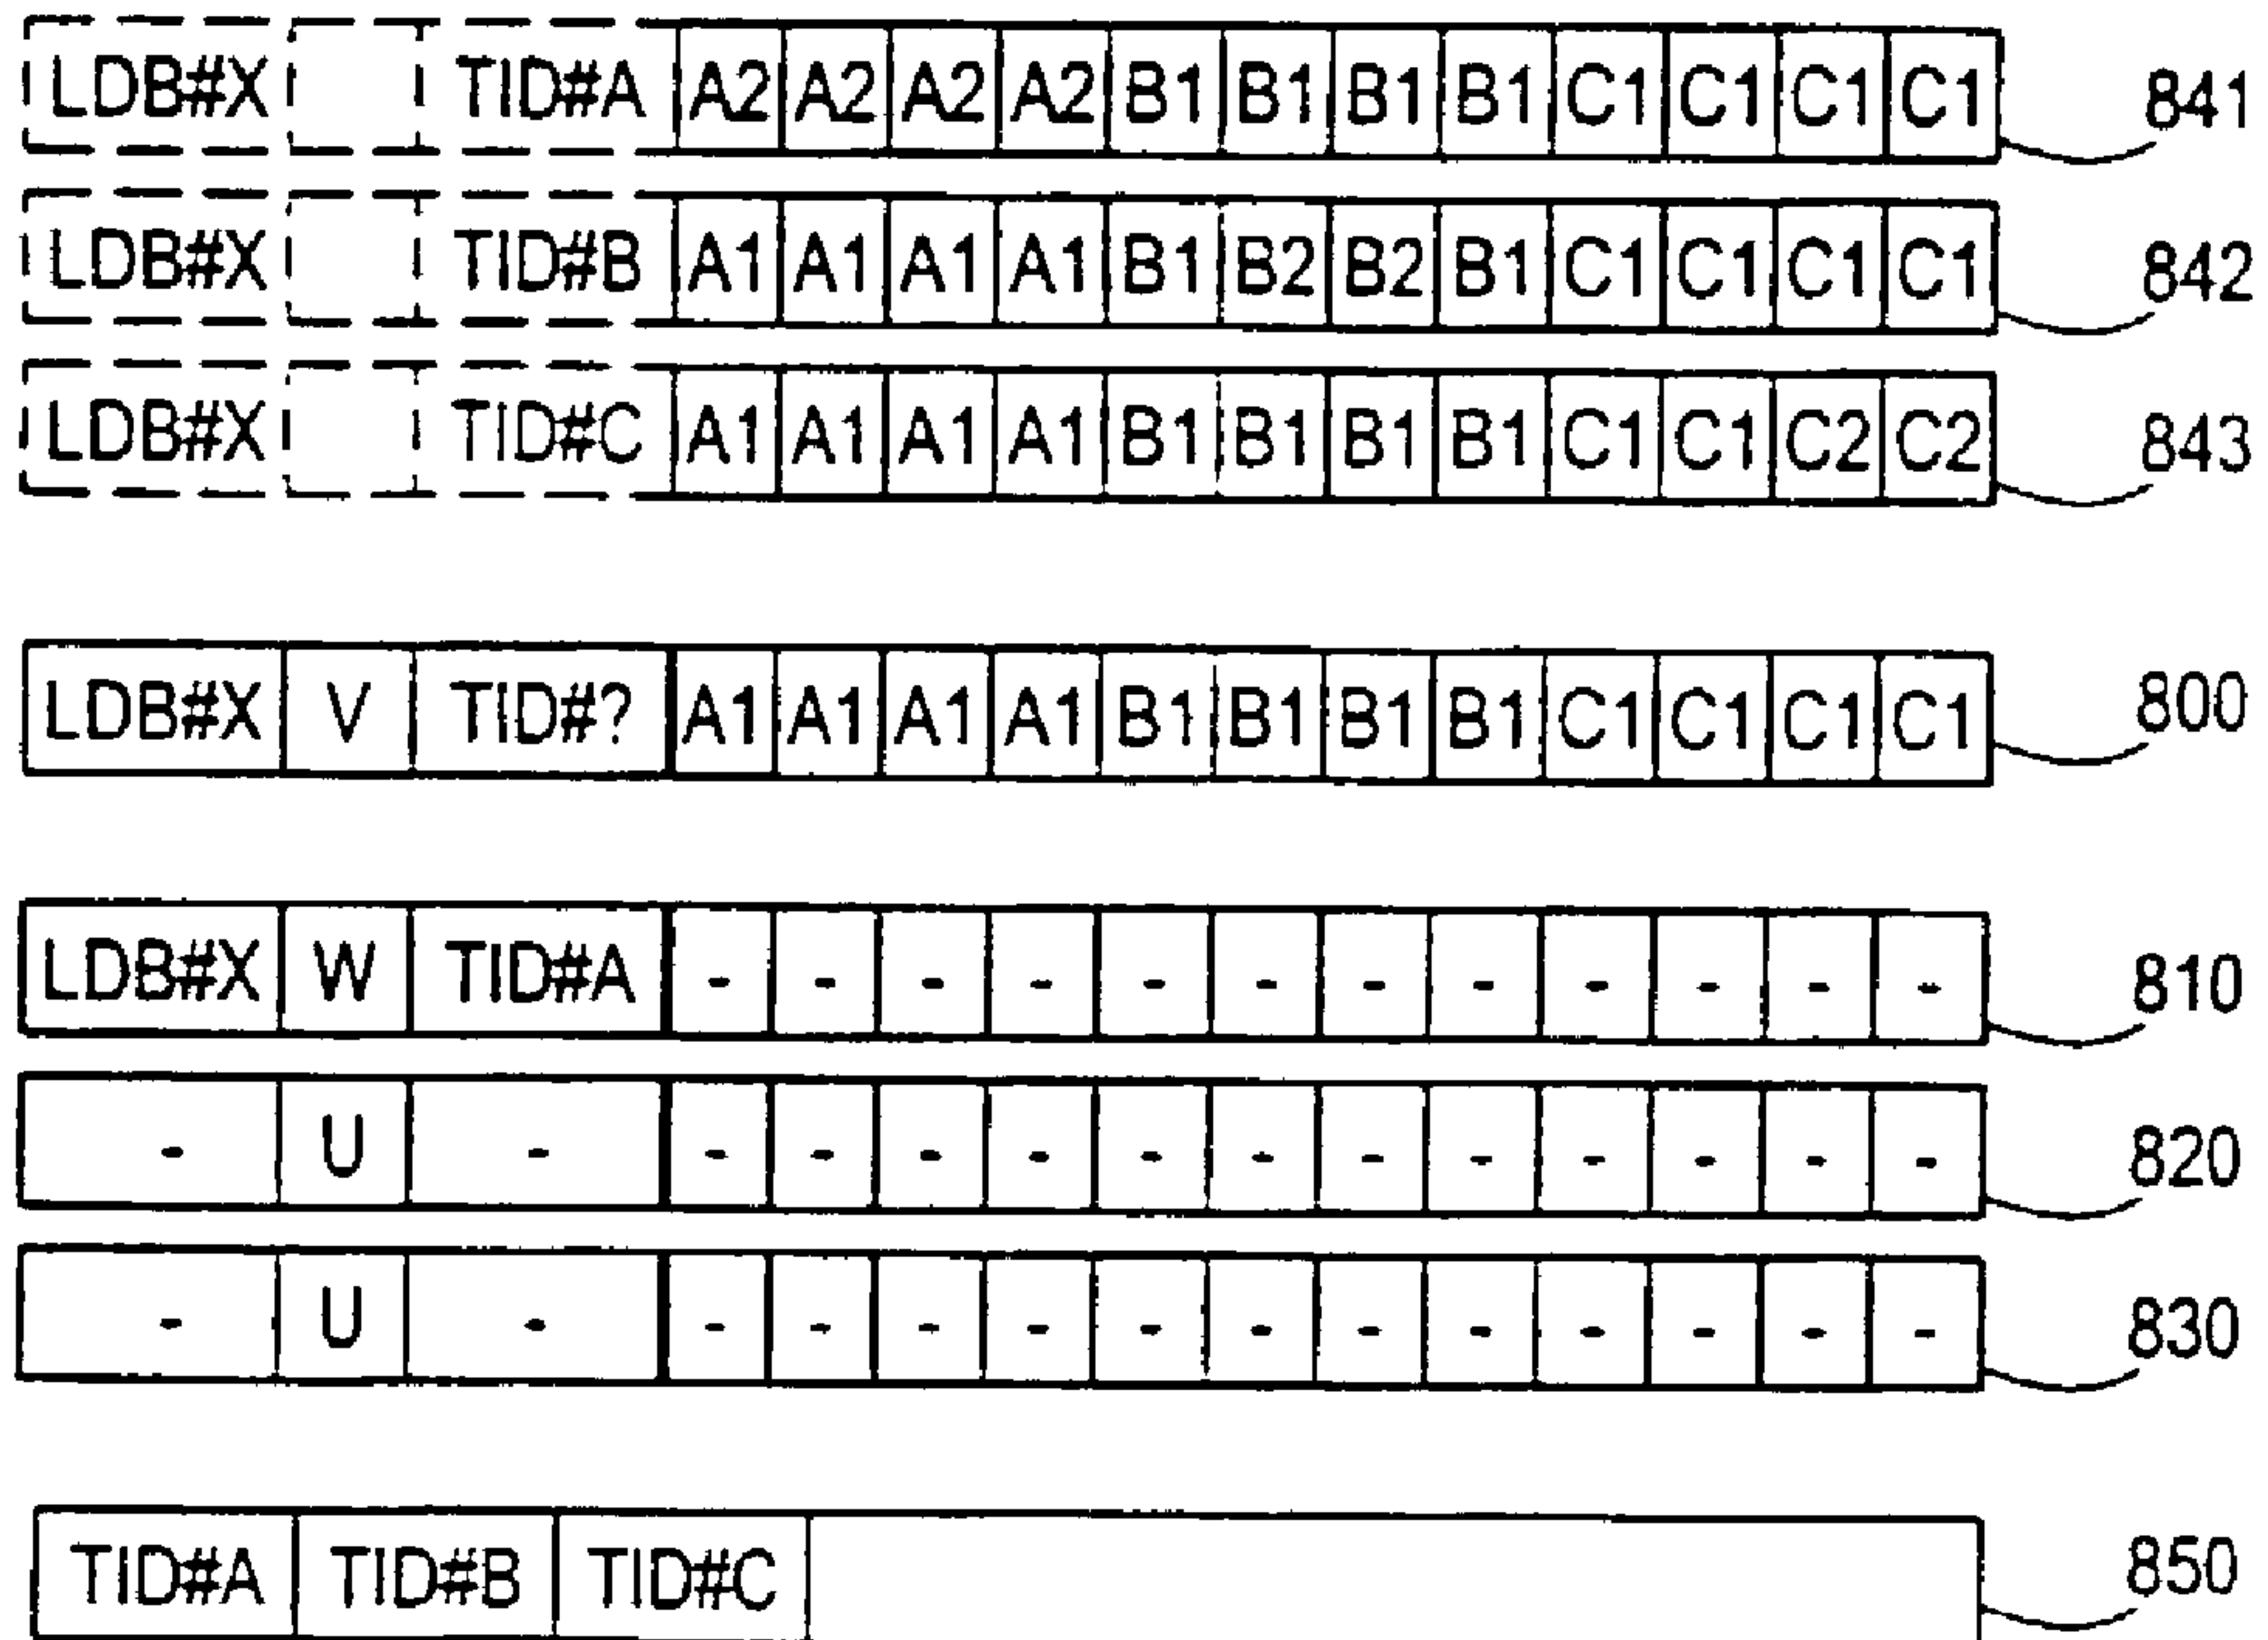 LDB#X TID#A A2 A2 A2 A2 B1 B1 B1 B1 C1 C1 C1 C1 841
LDB#X TID#B A1 A1 A1 A1 B1 B2 B2 B1 C1 C1 C1 C1 842
LDB#X TID#C A1 A1 A1 A1 B1 B1 B1 B1 C1 C1 C2 C2 843
LDB#X V TID#? A1 A1 A1 A1 B1 B1 B1 B1 C1 C1 C1 C1 800
LDB#X W TID#A - - - - - - - - - - - - 810
- U - - - - - - - - - - - - - 820
- U - - - - - - - - - - - - - 830
TID#A TID#B TID#C 850